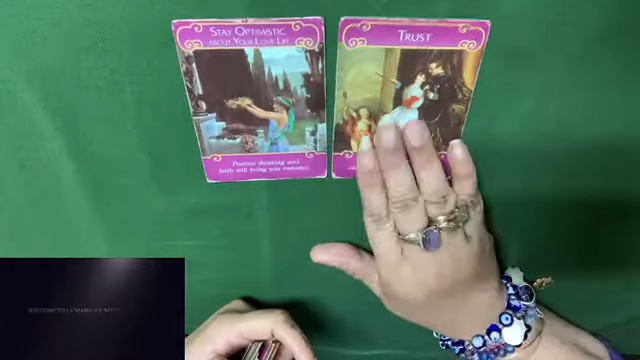 STAY OPTIMISTIC
ABOUT YOUR LOVE LIFE
Positive thinking and
faith will bring you romance.
TRUST